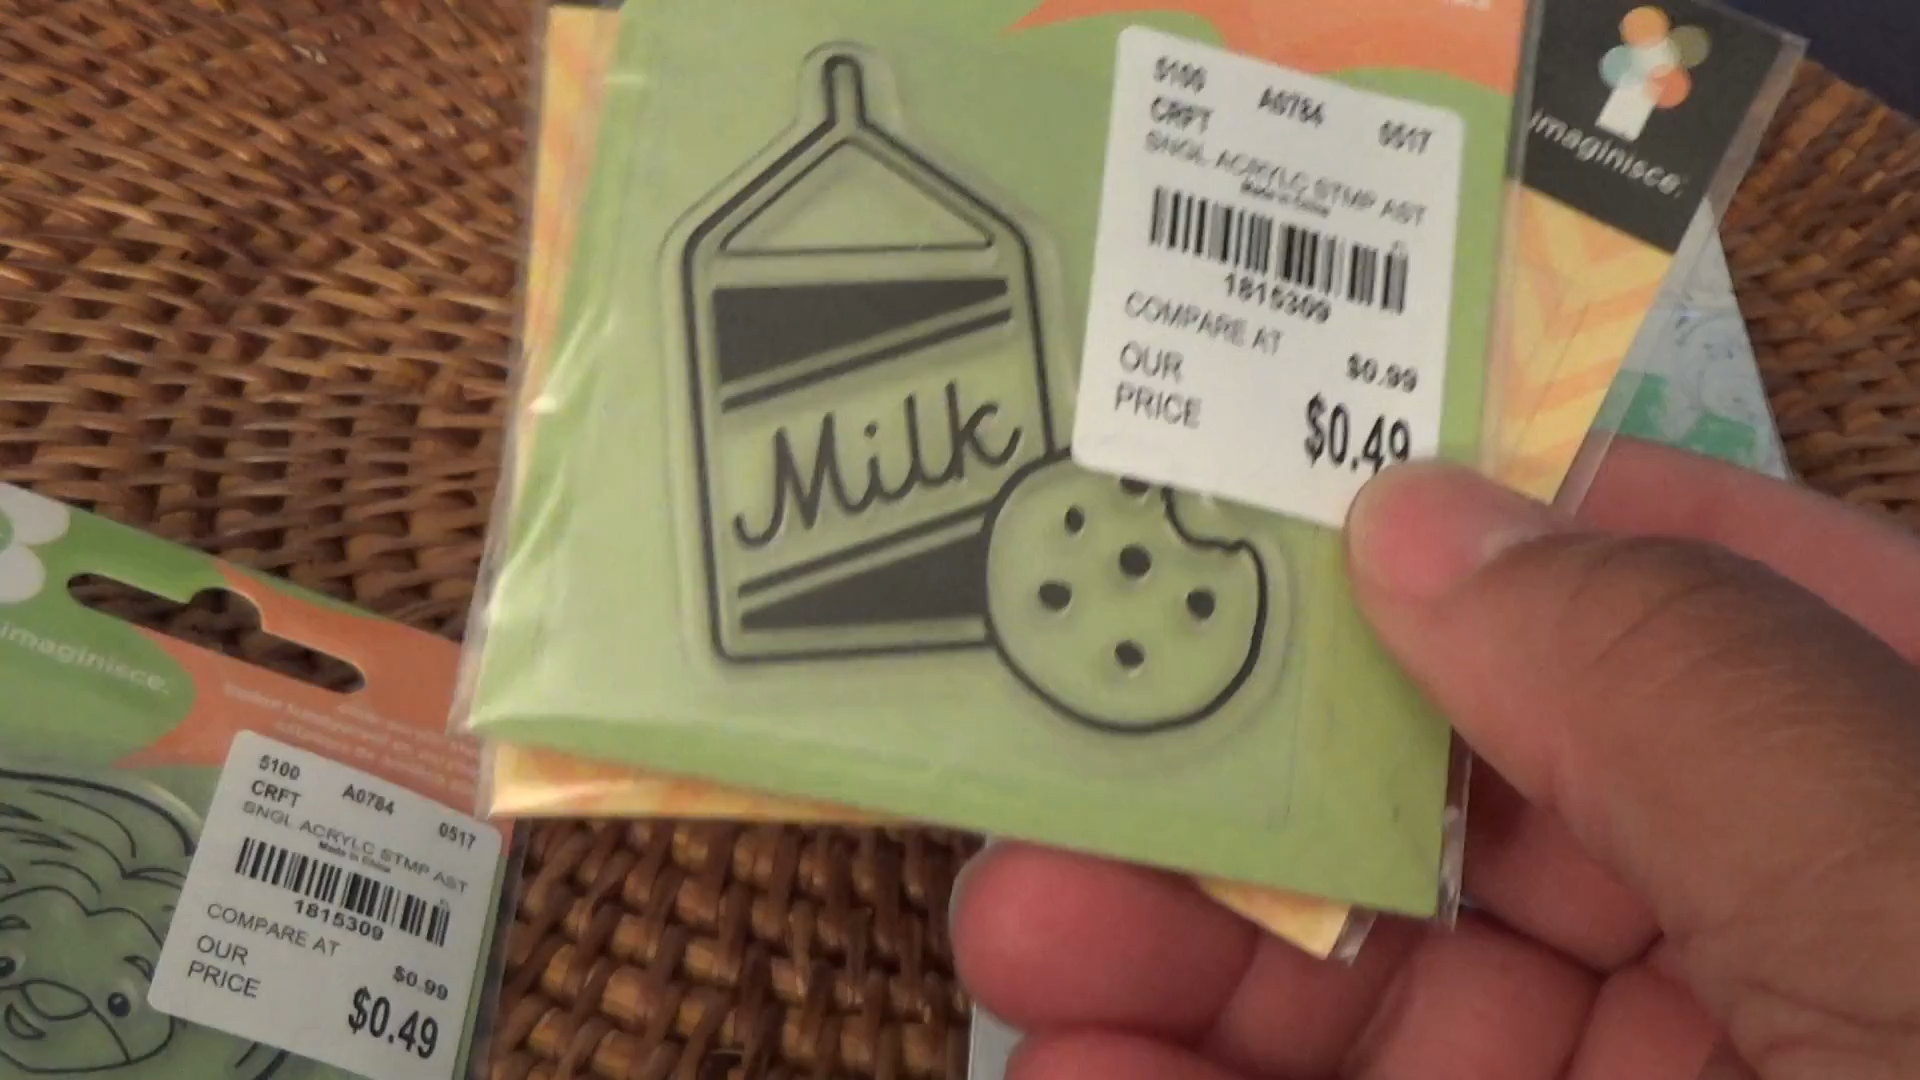 imaginisce
5100
A0784
0517
CRFT
SNGL ACRYLC STMP AST
Made in China
1815309
COMPARE AT
$0.99
OUR
PRICE
$0.49
Milk
imaginisce
5100
A0784
0517
CRFT
SNGL ACRYLC STMP AST
Made in China
1815309
COMPARE AT
$0.99
OUR
PRICE
$0.49